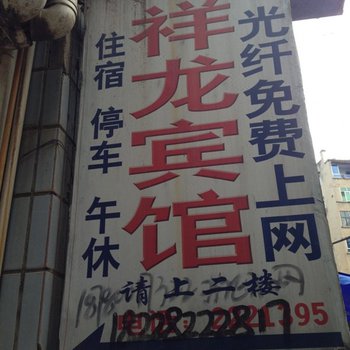 祥龙宾馆
光纤免费上网
住宿 停车 午休
请上二楼